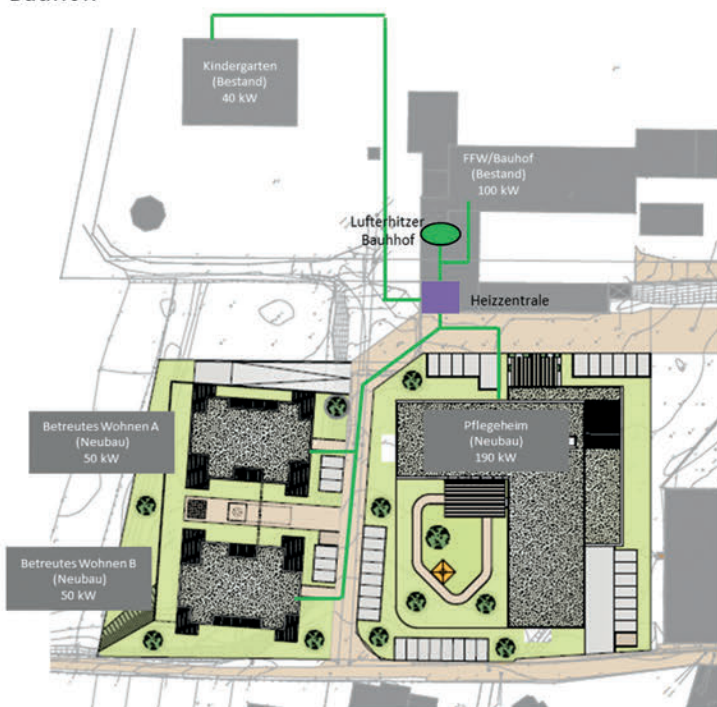 Kindergarten
(Bestand)
40 kW
FFW/Bauhof
(Bestand)
100 kW
Lufterhitzer
Bauhhof
Heizzentrale
Betreutes Wohnen A
(Neubau)
50 kW
Pflegeheim
(Neubau)
190 kW
Betreutes Wohnen B
(Neubau)
50 kW